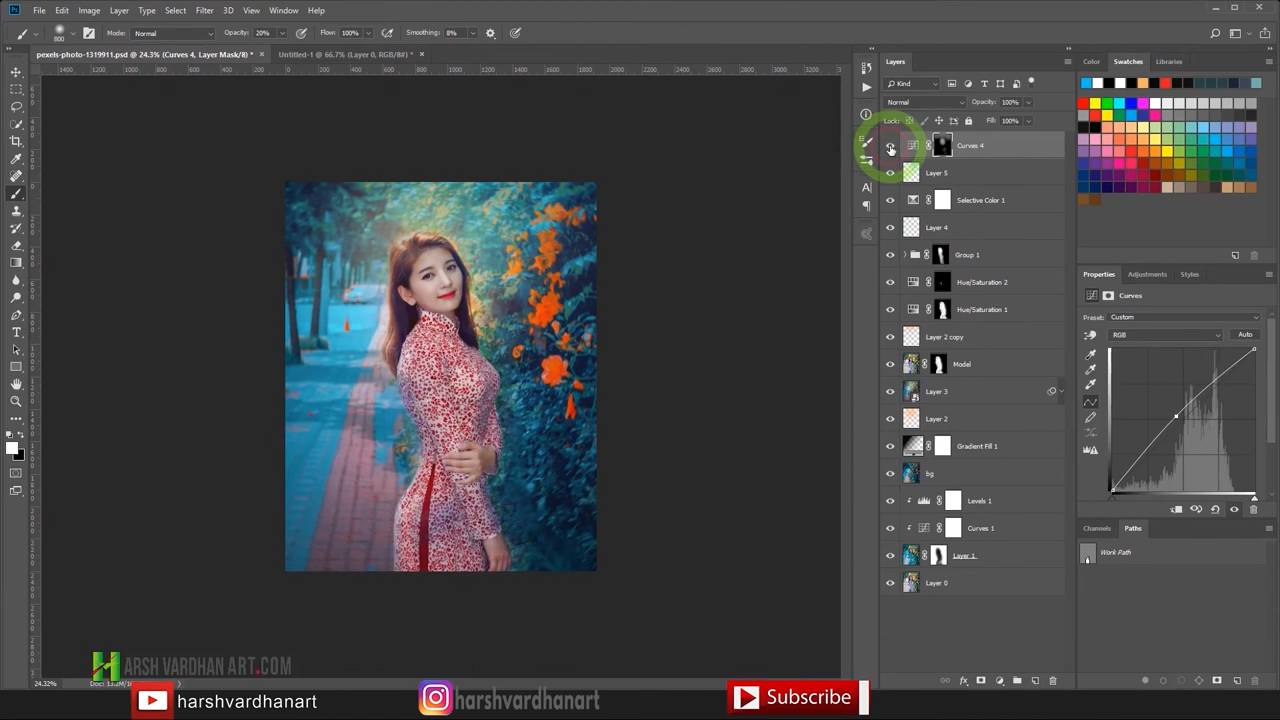 Ps File Edit Image Layer Type Select Filter 3D View Window Help
800 Mode: Normal Opacity: 20% Flow: 100% Smoothing: 8%
pexels-photo-1319911.psd @ 24.3% (Curves 4, Layer Mask/8) * × Untitled-1 @ 66.7% (Layer 0, RGB/8#) * ×
Layers
Color Swatches Libraries
Kind
Normal Opacity: 100%
Lock: Fill: 100%
Curves 4
Layer 5
Selective Color 1
Layer 4
Group 1
Hue/Saturation 2
Hue/Saturation 1
Layer 2 copy
Model
Layer 3
Layer 2
Gradient Fill 1
bg
Levels 1
Curves 1
Layer 1
Layer 0
Properties Adjustments Styles
Curves
Preset: Custom
RGB Auto
Channels Paths
Work Path
24.32%
HARSH VARDHAN ART.COM
harshvardhanart
harshvardhanart
Subscribe